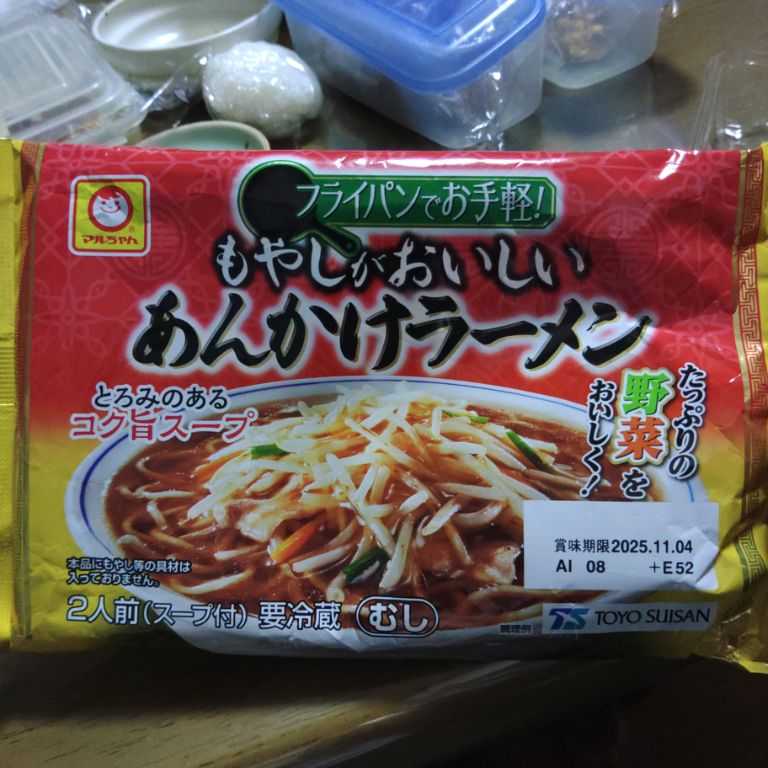 マルちゃん
フライパンでお手軽!
もやしがおいしい
あんかけラーメン
とろみのある
コク旨スープ
たっぷりの
野菜を
おいしく!
賞味期限2025.11.04
AI 08 +E52
本品にもやし等の具材は
入っておりません。
2人前(スープ付) 要冷蔵 むし
調理例
TS TOYO SUISAN